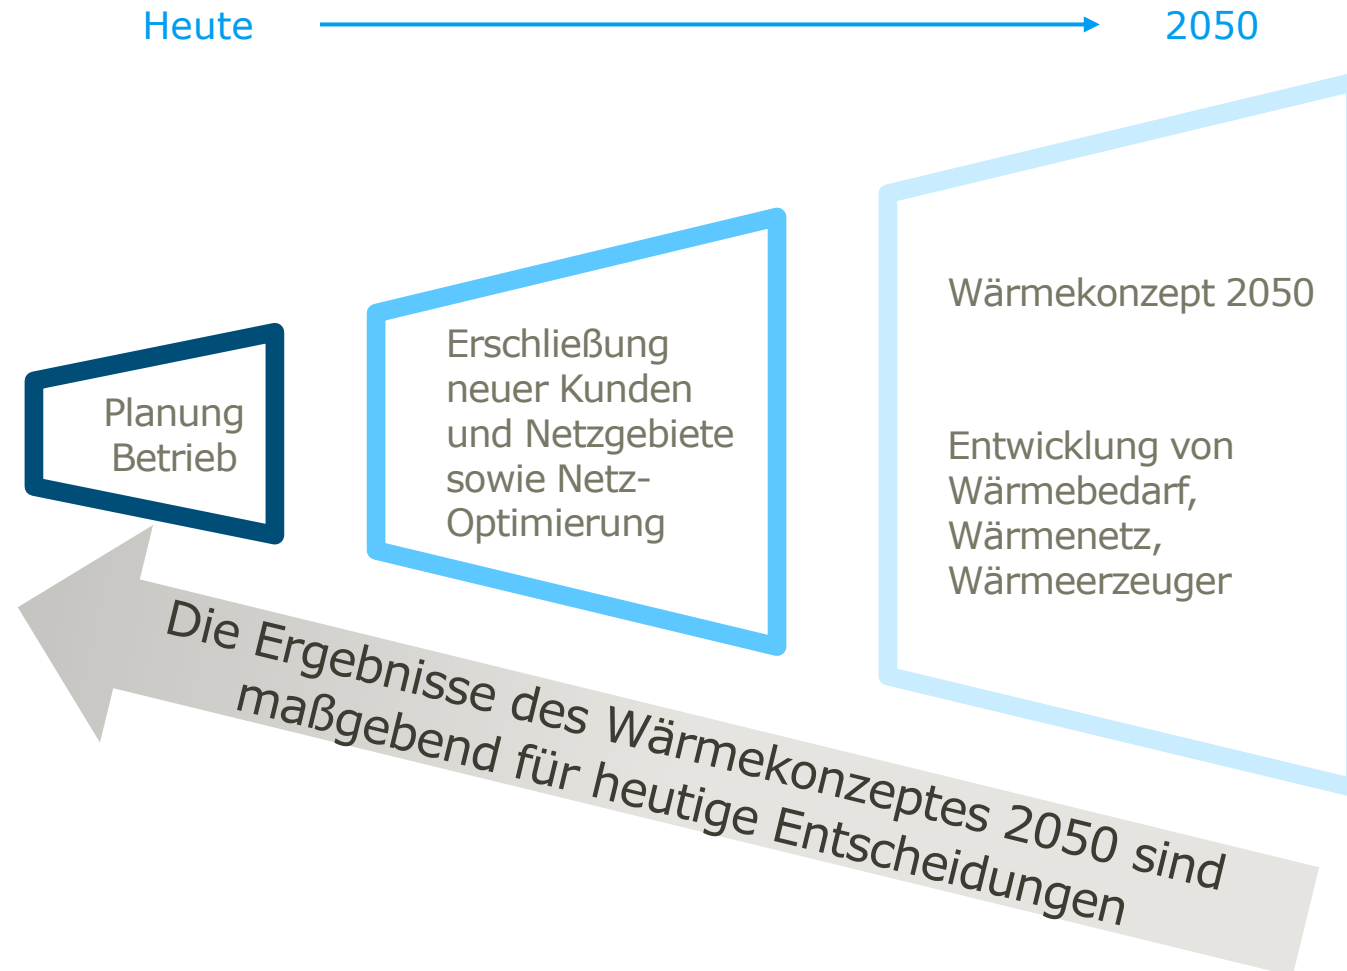 Heute
2050
Planung
Betrieb
Erschließung
neuer Kunden
und Netzgebiete
sowie Netz-
Optimierung
Wärmekonzept 2050
Entwicklung von
Wärmebedarf,
Wärmenetz,
Wärmeerzeuger
Die Ergebnisse des Wärmekonzeptes 2050 sind
maßgebend für heutige Entscheidungen